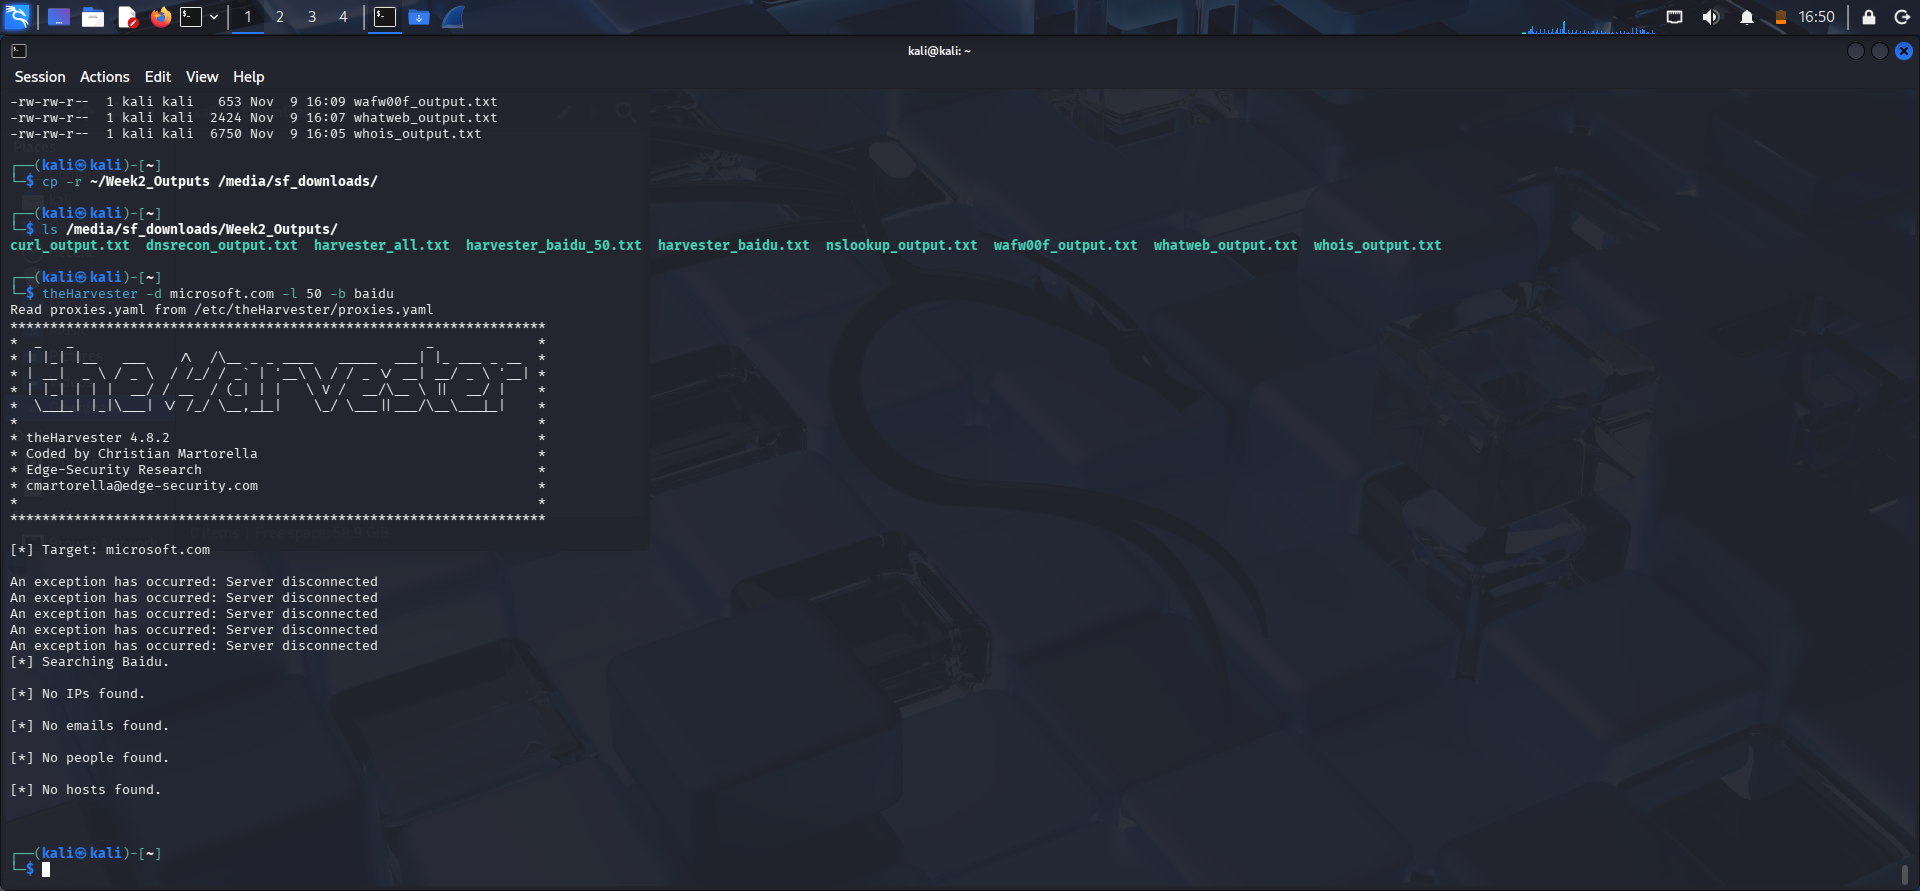 1 2 3 4 16:50
kali@kali: ~
Session Actions Edit View Help
-rw-rw-r-- 1 kali kali 653 Nov 9 16:09 wafw00f_output.txt
-rw-rw-r-- 1 kali kali 2424 Nov 9 16:07 whatweb_output.txt
-rw-rw-r-- 1 kali kali 6750 Nov 9 16:05 whois_output.txt
┌──(kali㉿kali)-[~]
└─$ cp -r ~/Week2_Outputs /media/sf_downloads/
┌──(kali㉿kali)-[~]
└─$ ls /media/sf_downloads/Week2_Outputs/
curl_output.txt dnsrecon_output.txt harvester_all.txt harvester_baidu_50.txt harvester_baidu.txt nslookup_output.txt wafw00f_output.txt whatweb_output.txt whois_output.txt
┌──(kali㉿kali)-[~]
└─$ theHarvester -d microsoft.com -l 50 -b baidu
Read proxies.yaml from /etc/theHarvester/proxies.yaml
*******************************************************************
theHarvester
* theHarvester 4.8.2 *
* Coded by Christian Martorella *
* Edge-Security Research *
* cmartorella@edge-security.com *
* *
*******************************************************************
[*] Target: microsoft.com
An exception has occurred: Server disconnected
An exception has occurred: Server disconnected
An exception has occurred: Server disconnected
An exception has occurred: Server disconnected
An exception has occurred: Server disconnected
[*] Searching Baidu.
[*] No IPs found.
[*] No emails found.
[*] No people found.
[*] No hosts found.
┌──(kali㉿kali)-[~]
└─$